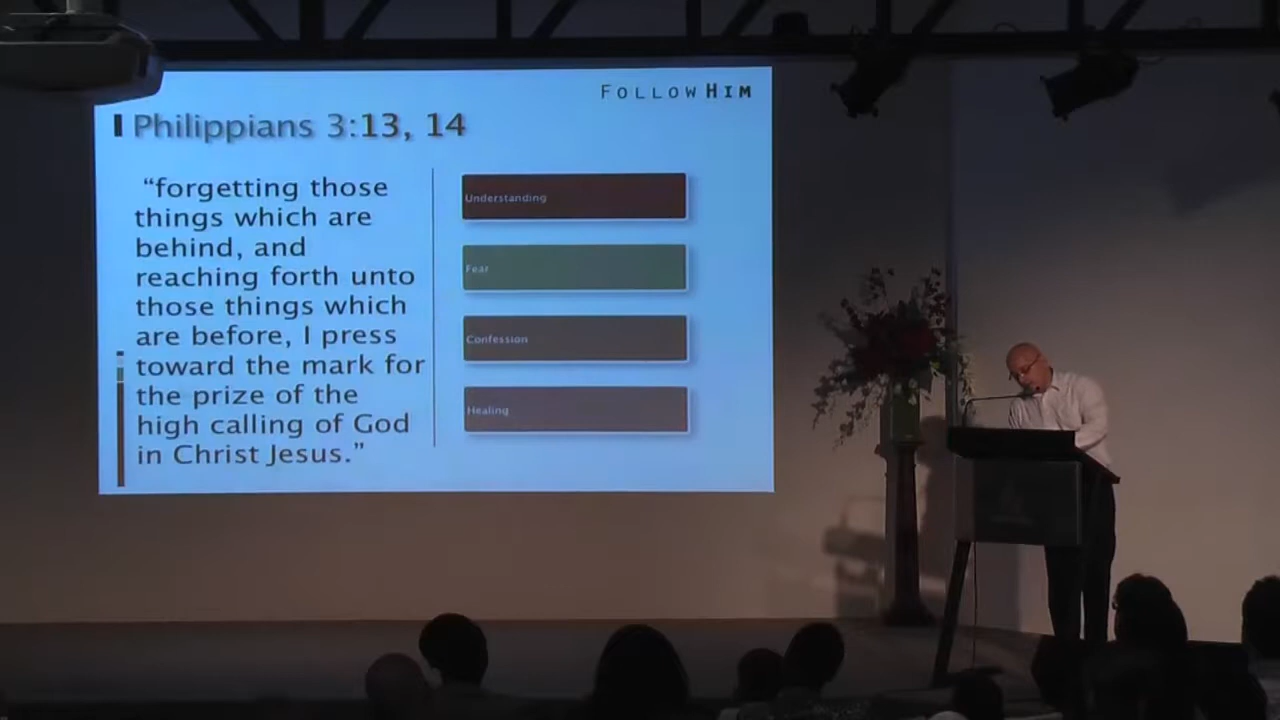 FOLLOWHIM
Philippians 3:13, 14
“forgetting those
things which are
behind, and
reaching forth unto
those things which
are before, I press
toward the mark for
the prize of the
high calling of God
in Christ Jesus.”
Understanding
Fear
Confession
Healing